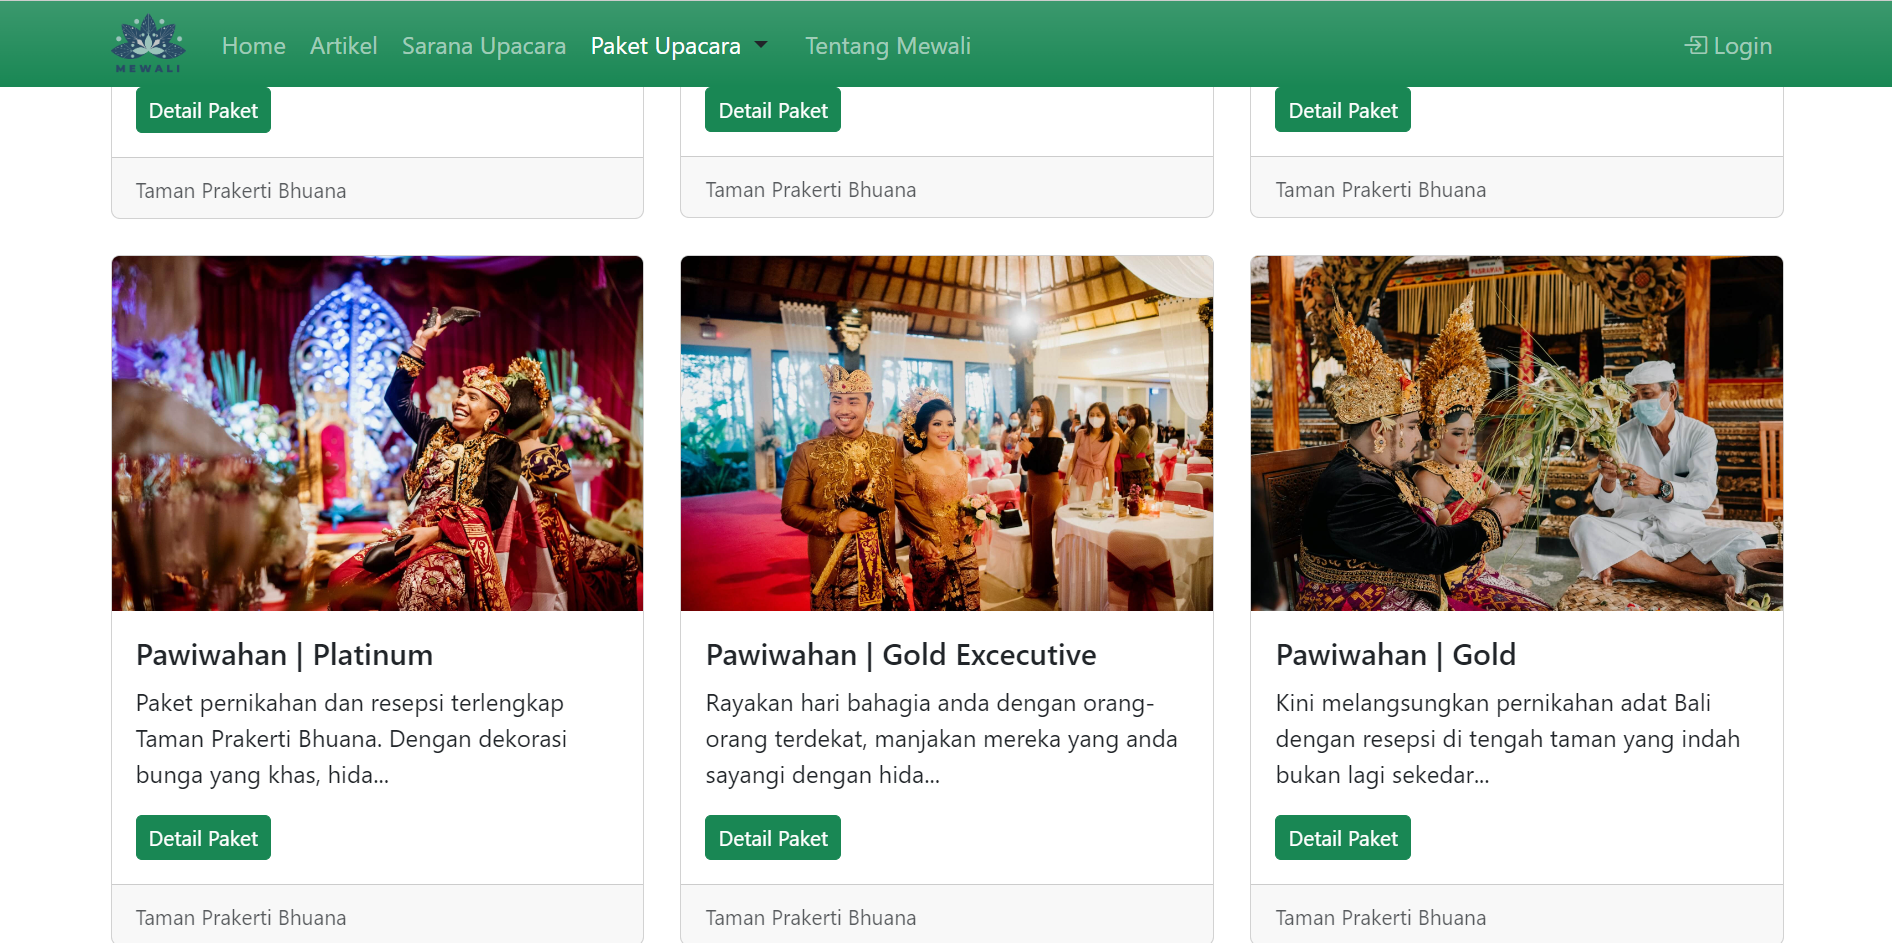 MEWALI
Home Artikel Sarana Upacara Paket Upacara Tentang Mewali Login
Detail Paket Detail Paket Detail Paket
Taman Prakerti Bhuana Taman Prakerti Bhuana Taman Prakerti Bhuana
PASRAMAN
Pawiwahan | Platinum
Paket pernikahan dan resepsi terlengkap
Taman Prakerti Bhuana. Dengan dekorasi
bunga yang khas, hida...
Detail Paket
Taman Prakerti Bhuana
Pawiwahan | Gold Excecutive
Rayakan hari bahagia anda dengan orang-
orang terdekat, manjakan mereka yang anda
sayangi dengan hida...
Detail Paket
Taman Prakerti Bhuana
Pawiwahan | Gold
Kini melangsungkan pernikahan adat Bali
dengan resepsi di tengah taman yang indah
bukan lagi sekedar...
Detail Paket
Taman Prakerti Bhuana